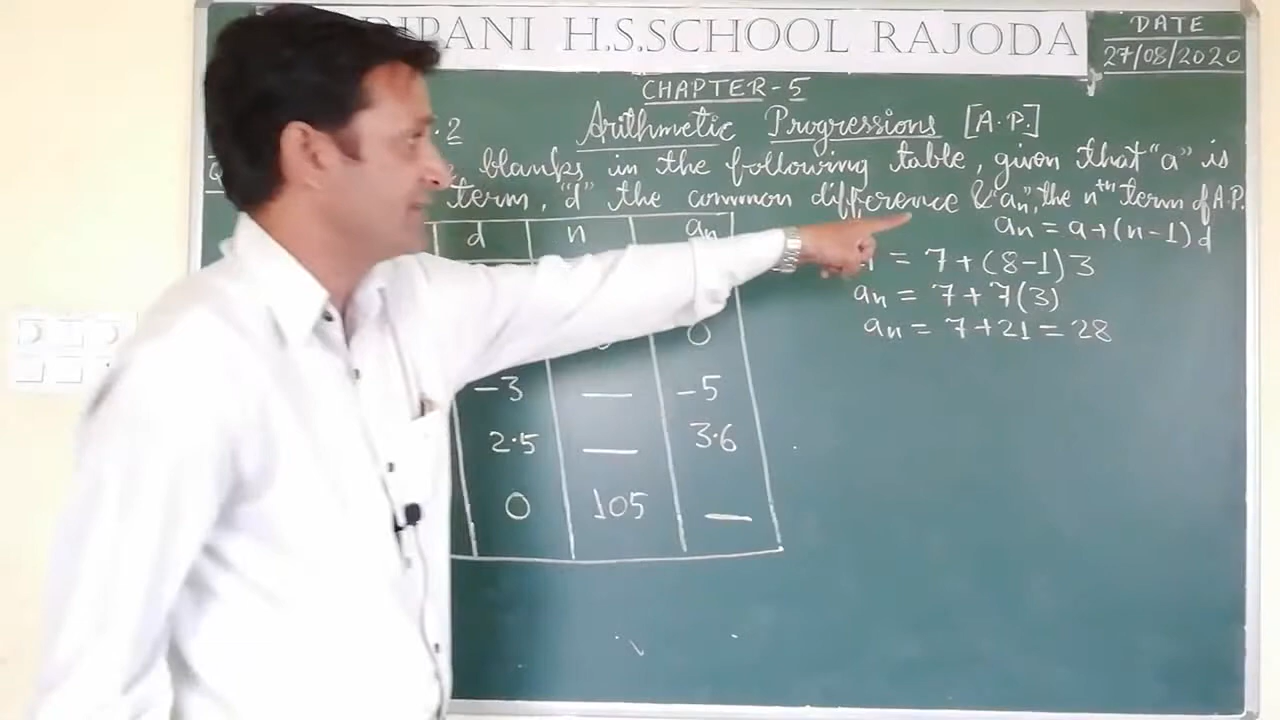 DIPANI H.S.SCHOOL RAJODA
DATE
27/08/2020
CHAPTER-5
.2 Arithmetic Progressions [A.P.]
blanks in the following table, given that "a" is
term, "d" the common difference & "an", the nth term of A.P.
d n an
an = a+(n-1)d
= 7+(8-1)3
an = 7+7(3)
an = 7+21=28
0
-3 — -5
2.5 — 3.6
0 105 —